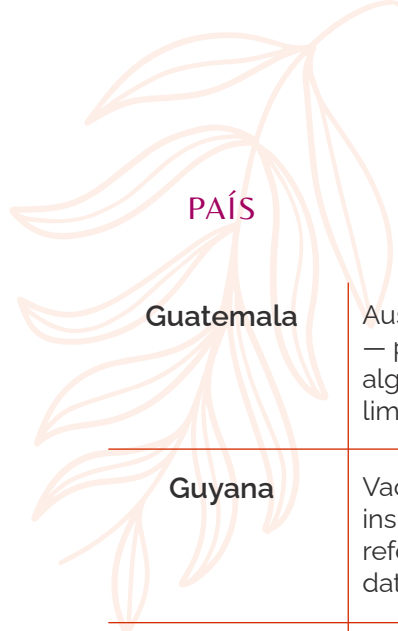 PAÍS
Guatemala
Aus
— p
alg
lim
Guyana
Vac
ins
refe
dat